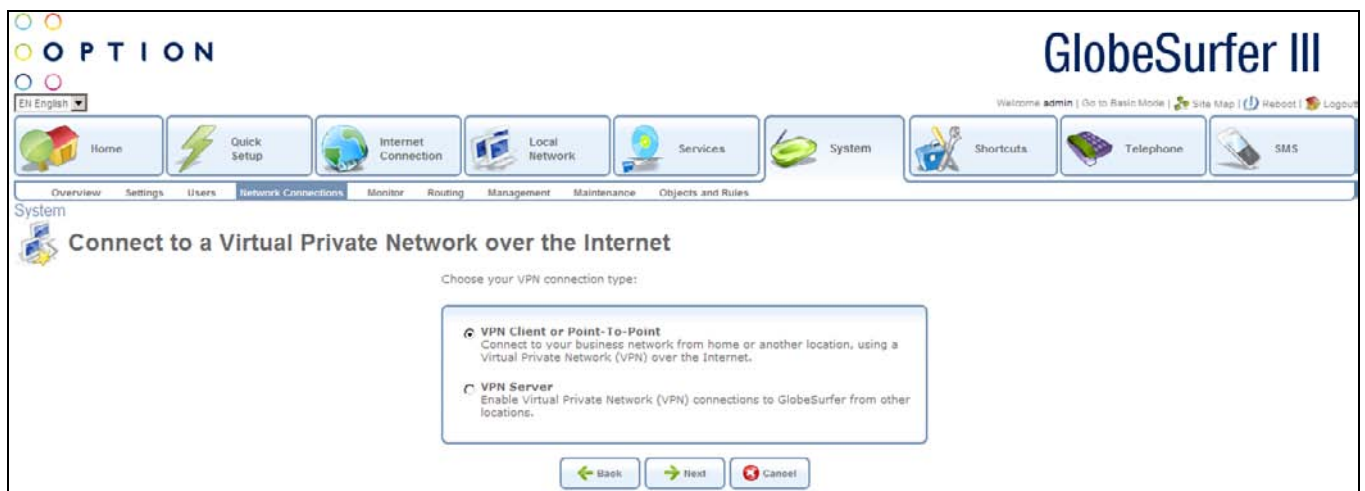 OPTION
GlobeSurfer III
EN English
Welcome admin | Go to Basic Mode | Site Map | Reboot | Logout
Home
Quick Setup
Internet Connection
Local Network
Services
System
Shortcuts
Telephone
SMS
Overview Settings Users Network Connections Monitor Routing Management Maintenance Objects and Rules
System
Connect to a Virtual Private Network over the Internet
Choose your VPN connection type:
VPN Client or Point-To-Point
Connect to your business network from home or another location, using a
Virtual Private Network (VPN) over the Internet.
VPN Server
Enable Virtual Private Network (VPN) connections to GlobeSurfer from other
locations.
Back Next Cancel